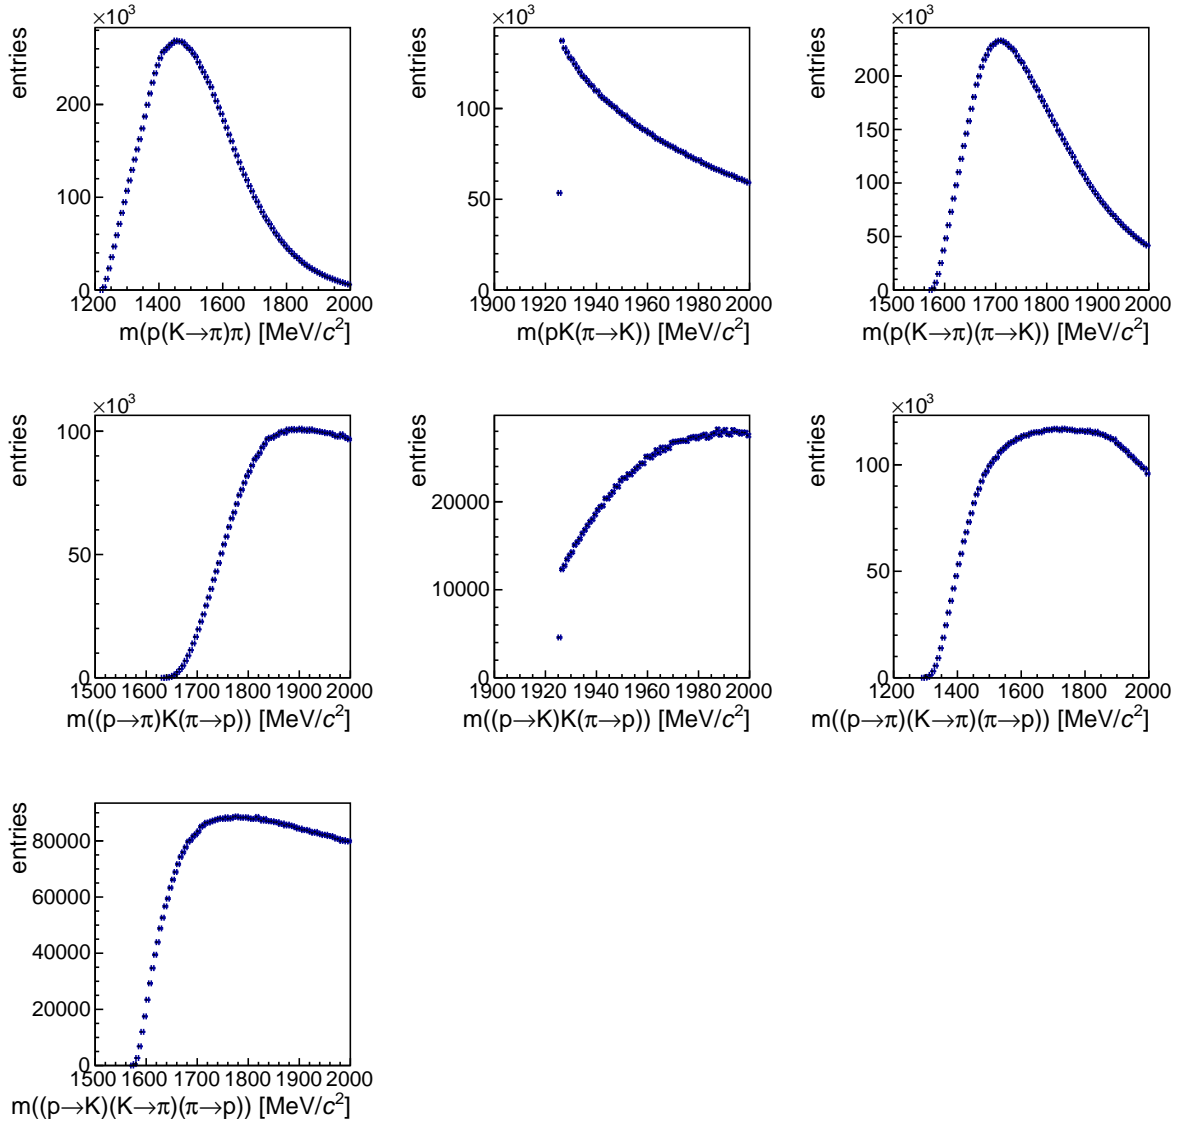 ×10³ ×10³ ×10³
entries entries entries
200 100 200
150
100 50 100
50
0 0 0
1200 1400 1600 1800 2000 1900 1920 1940 1960 1980 2000 1500 1600 1700 1800 1900 2000
m(p(K→π)π) [MeV/c²] m(pK(π→K)) [MeV/c²] m(p(K→π)(π→K)) [MeV/c²]
×10³ ×10³
entries entries entries
100 20000 100
50 10000 50
0 0 0
1500 1600 1700 1800 1900 2000 1900 1920 1940 1960 1980 2000 1200 1400 1600 1800 2000
m((p→π)K(π→p)) [MeV/c²] m((p→K)K(π→p)) [MeV/c²] m((p→π)(K→π)(π→p)) [MeV/c²]
entries
80000
60000
40000
20000
0
1500 1600 1700 1800 1900 2000
m((p→K)(K→π)(π→p)) [MeV/c²]